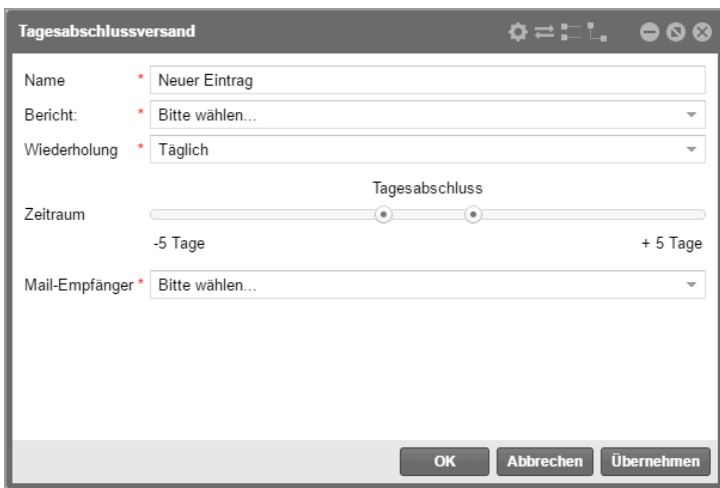 Tagesabschlussversand
Name * Neuer Eintrag
Bericht: * Bitte wählen...
Wiederholung * Täglich
Tagesabschluss
Zeitraum
-5 Tage + 5 Tage
Mail-Empfänger * Bitte wählen...
OK Abbrechen Übernehmen